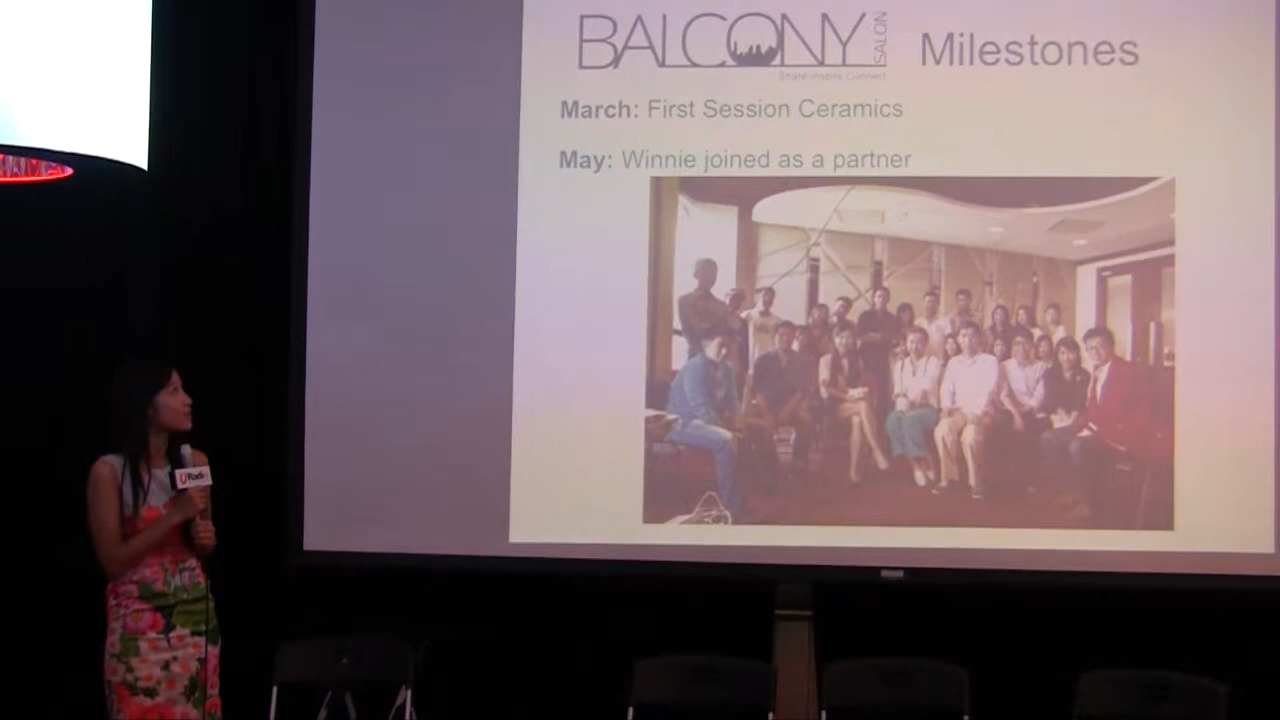 BALCONY SALON Milestones
Share Inspire Connect
March: First Session Ceramics
May: Winnie joined as a partner